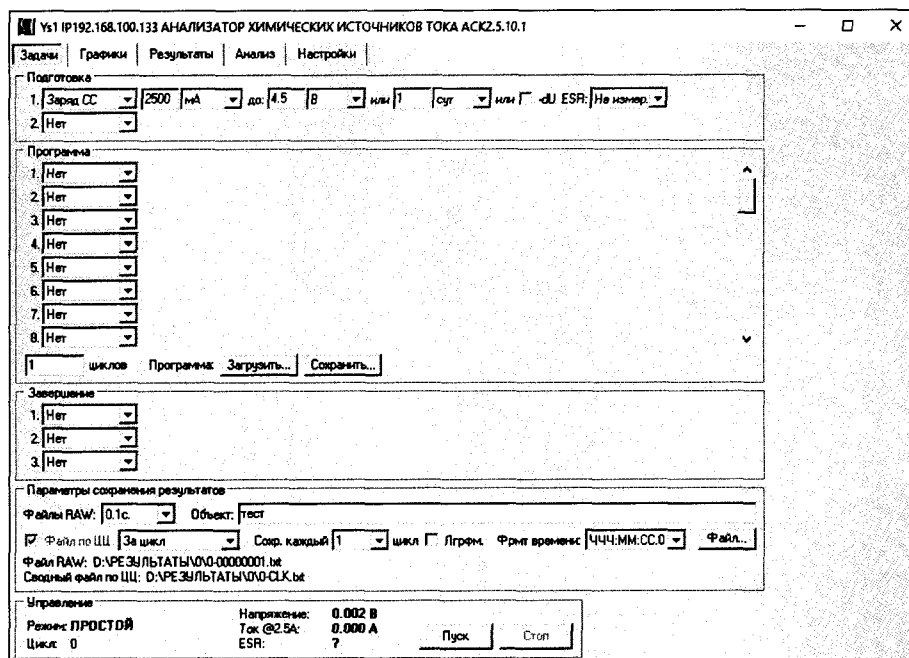 Ys1 IP192.168.100.133 АНАЛИЗАТОР ХИМИЧЕСКИХ ИСТОЧНИКОВ ТОКА АСК2.5.10.1
Задачи Графики Результаты Анализ Настройки
Подготовка
1. Заряд CC 2500 мА до: 4.5 В или 1 сут или -dU ESR: Не измер.
2. Нет
Программа
1. Нет
2. Нет
3. Нет
4. Нет
5. Нет
6. Нет
7. Нет
8. Нет
1 циклов Программа: Загрузить... Сохранить...
Завершение
1. Нет
2. Нет
3. Нет
Параметры сохранения результатов
Файлы RAW: 0.1с. Объект: тест
Файл по ЦЦ За цикл Сохр. каждый 1 цикл Лгрфм. Фрмт времени: ЧЧЧ:ММ:СС.0 Файл...
Файл RAW: D:\РЕЗУЛЬТАТЫ\0\0-00000001.txt
Сводный файл по ЦЦ: D:\РЕЗУЛЬТАТЫ\0\0-CLK.txt
Управление
Режим: ПРОСТОЙ Напряжение: 0.002 В
Ток @2.5A: 0.000 А Пуск Стоп
Цикл: 0 ESR: ?